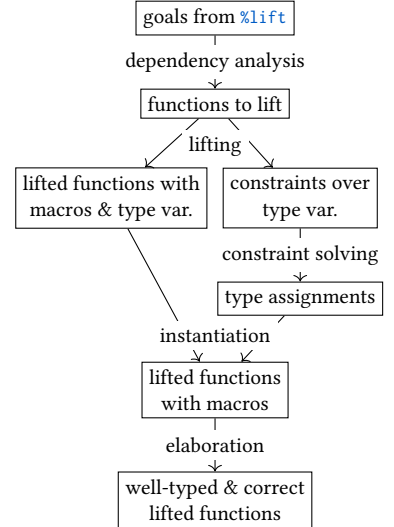 goals from %lift
dependency analysis
functions to lift
lifting
lifted functions with
macros & type var.
constraints over
type var.
constraint solving
type assignments
instantiation
lifted functions
with macros
elaboration
well-typed & correct
lifted functions